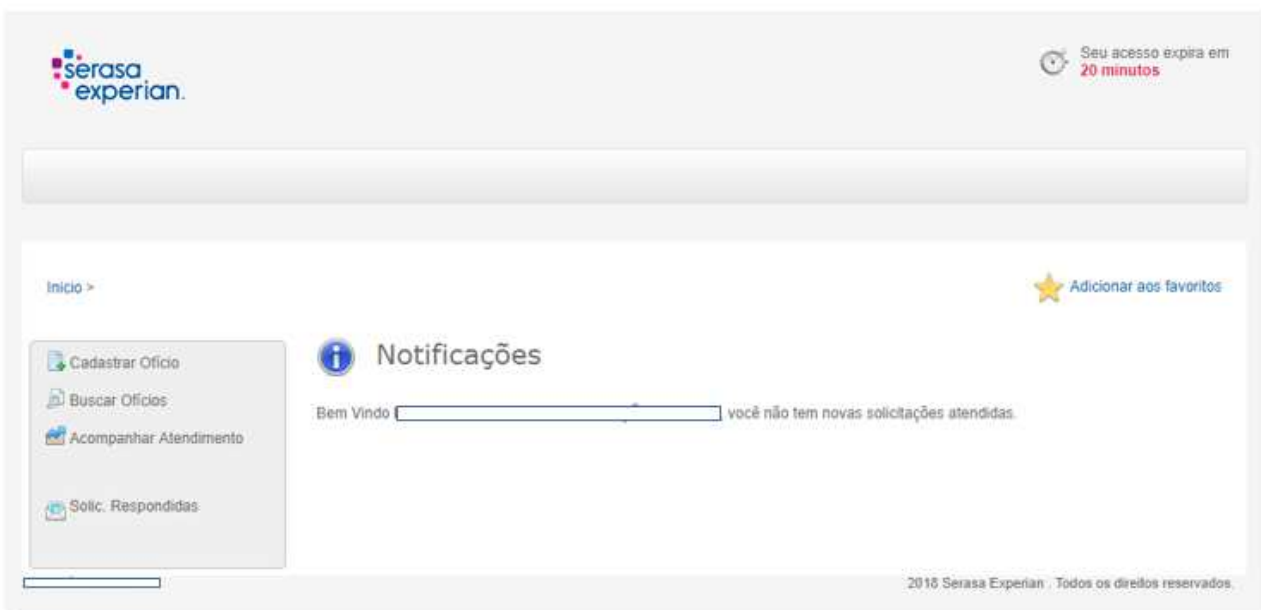 serasa
experian.
Seu acesso expira em
20 minutos
Início >
Adicionar aos favoritos
Cadastrar Ofício
Buscar Ofícios
Acompanhar Atendimento
Solic. Respondidas
Notificações
Bem Vindo , você não tem novas solicitações atendidas.
2018 Serasa Experian . Todos os direitos reservados.